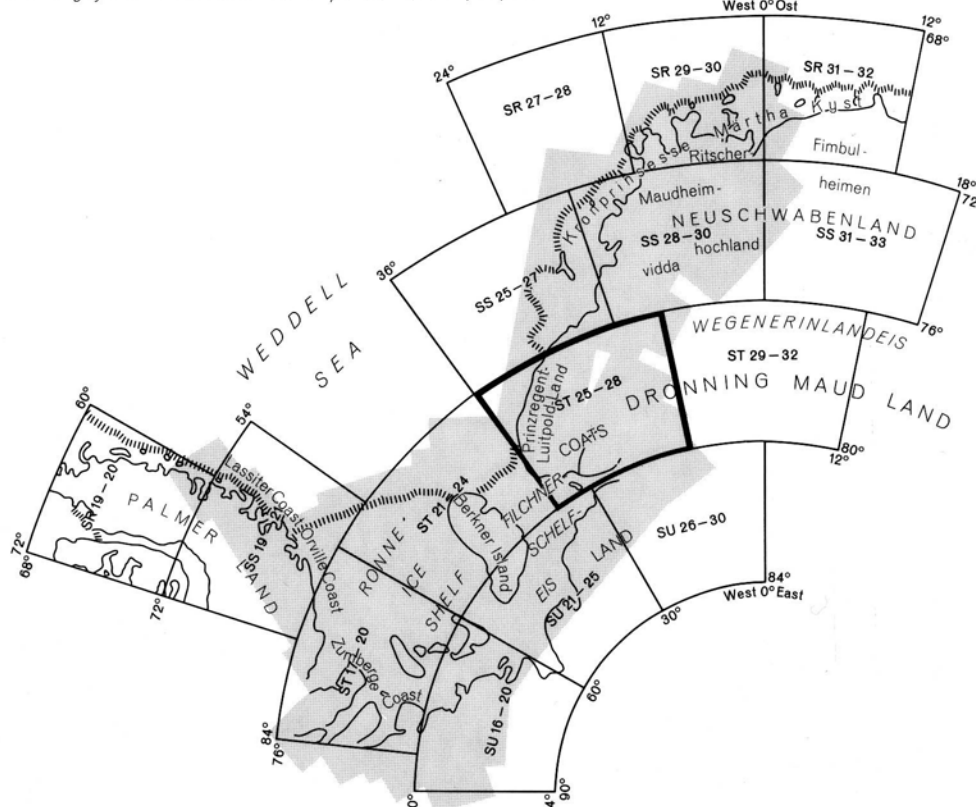 West 0° Ost
12°
12°
68°
24°
SR 27–28
SR 29–30
SR 31–32
Kronprinsesse Märtha Kyst
Ritscher
Fimbul-
heimen
18°
72°
Maudheim-
NEUSCHWABENLAND
SS 28–30
SS 31–33
hochland
vidda
36°
SS 25–27
76°
WEDDELL
SEA
WEGENERINLANDEIS
ST 29–32
DRONNING MAUD LAND
ST 25–28
Prinzregent-
Luitpold-Land
COATS
80°
12°
60°
54°
Lassiter Coast
Orville Coast
SR 19–20
PALMER
LAND
SS 19
72°
68°
72°
ST 21–24
Berkner Island
FILCHNER-
SCHELF-
EIS
LAND
SU 26–30
SU 21–25
RONNE
ICE
SHELF
84°
West 0° East
30°
60°
Zumberge
Coast
SU 16–20
84°
76°
90°